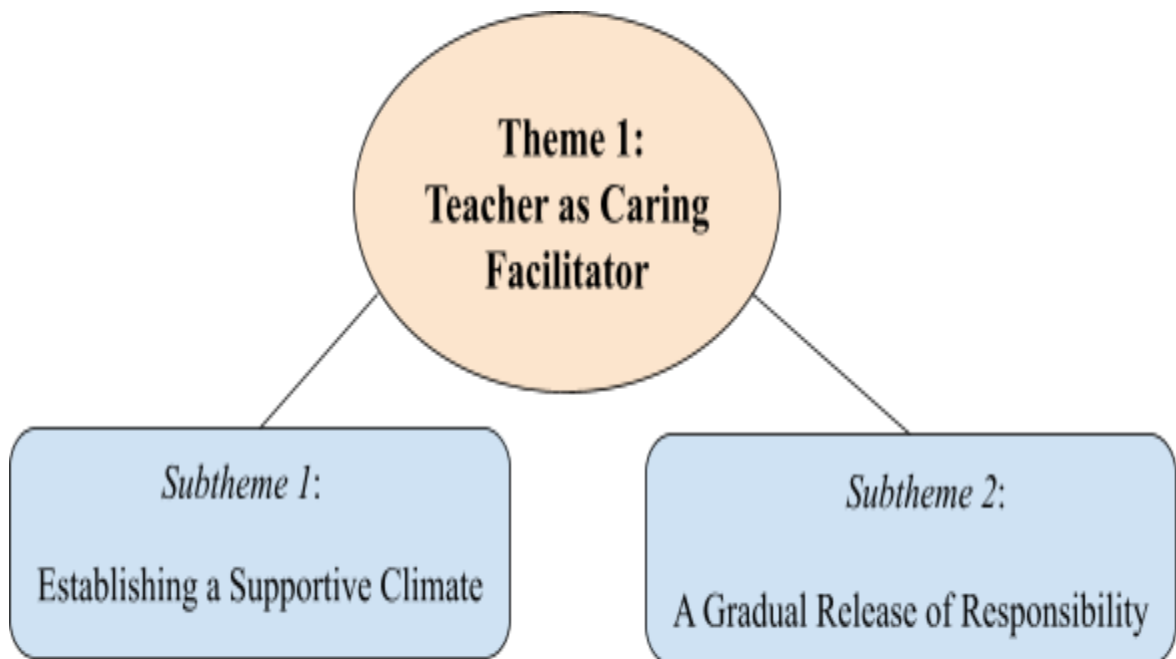 Theme 1:
Teacher as Caring
Facilitator
Subtheme 1:
Establishing a Supportive Climate
Subtheme 2:
A Gradual Release of Responsibility